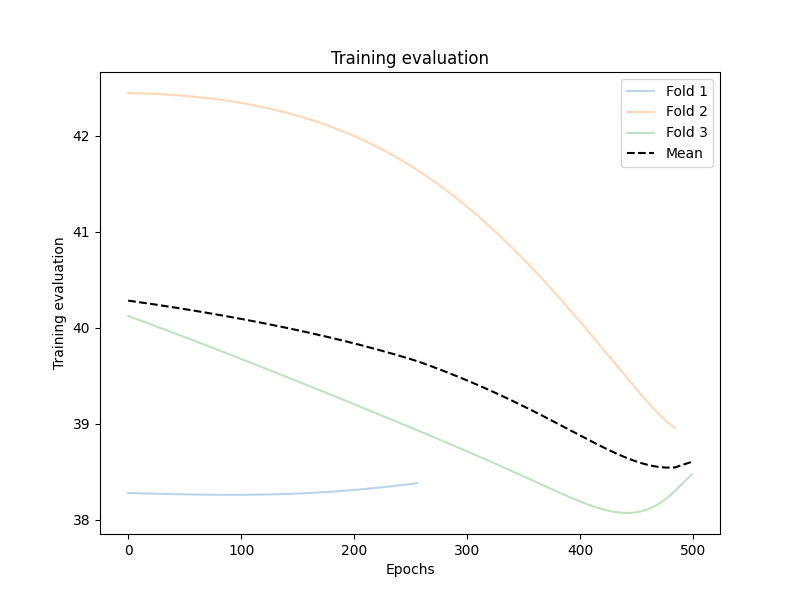 Training evaluation
Fold 1
Fold 2
Fold 3
Mean
Training evaluation
42
41
40
39
38
0 100 200 300 400 500
Epochs